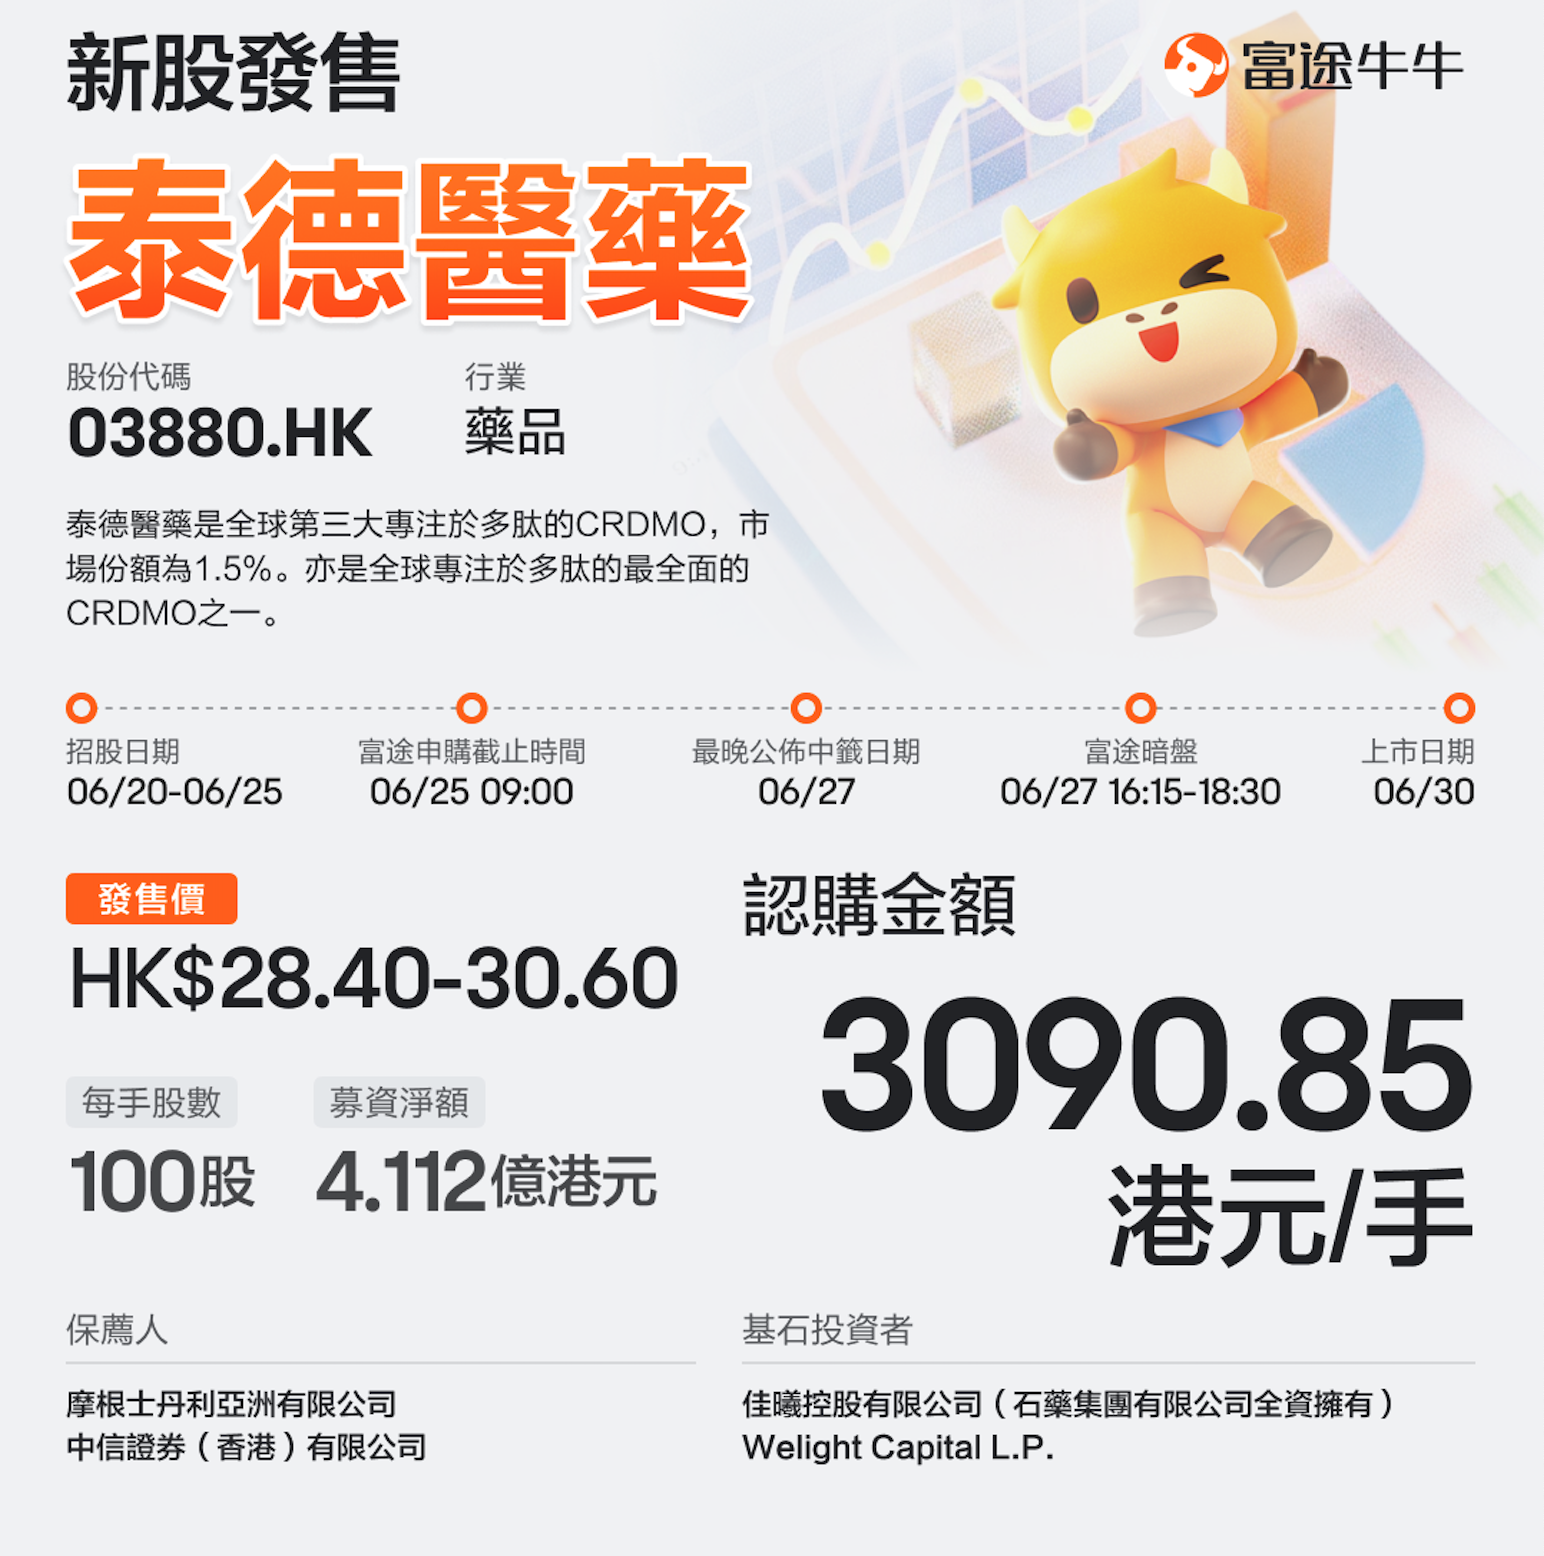 新股發售
富途牛牛
泰德醫藥
股份代碼
行業
03880.HK
藥品
泰德醫藥是全球第三大專注於多肽的CRDMO，市
場份額為1.5%。亦是全球專注於多肽的最全面的
CRDMO之一。
招股日期
富途申購截止時間
最晚公佈中籤日期
富途暗盤
上市日期
06/20-06/25
06/25 09:00
06/27
06/27 16:15-18:30
06/30
發售價
HK$28.40-30.60
認購金額
3090.85
港元/手
每手股數
募資淨額
100股
4.112億港元
保薦人
摩根士丹利亞洲有限公司
中信證券（香港）有限公司
基石投資者
佳曦控股有限公司（石藥集團有限公司全資擁有）
Welight Capital L.P.